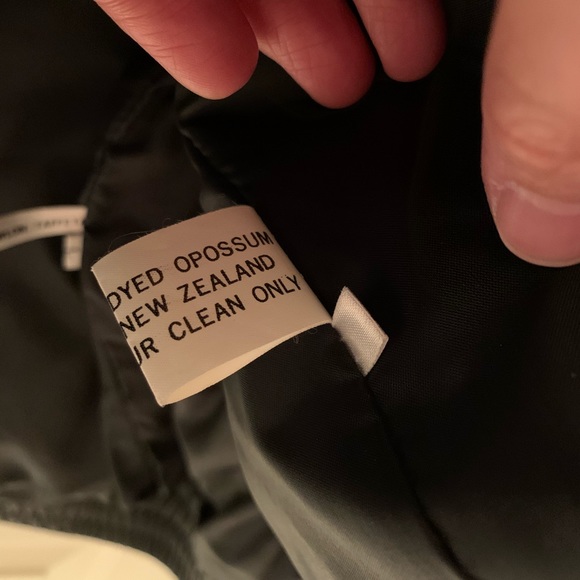 DYED OPOSSUM
NEW ZEALAND
UR CLEAN ONLY